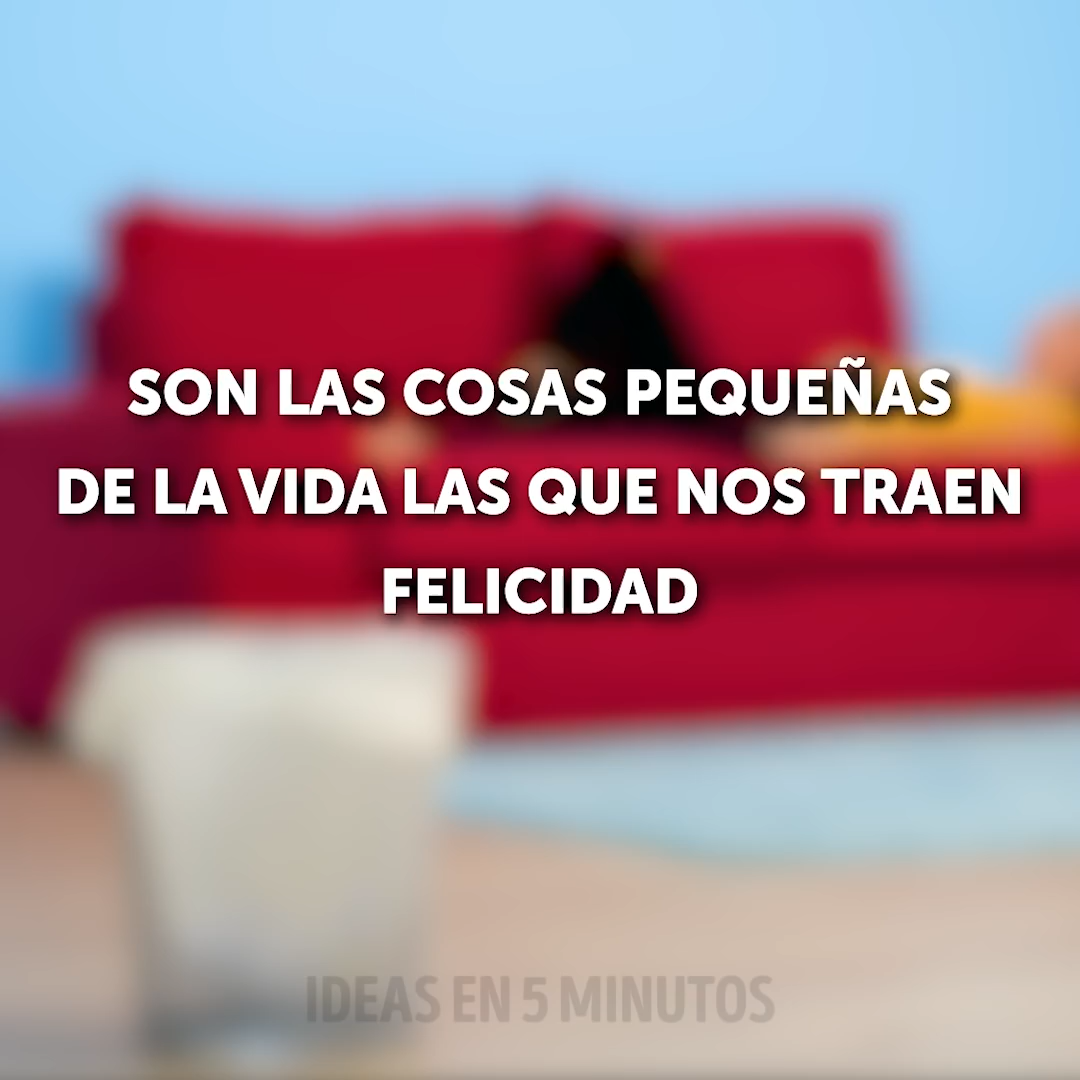 SON LAS COSAS PEQUEÑAS
DE LA VIDA LAS QUE NOS TRAEN
FELICIDAD
IDEAS EN 5 MINUTOS